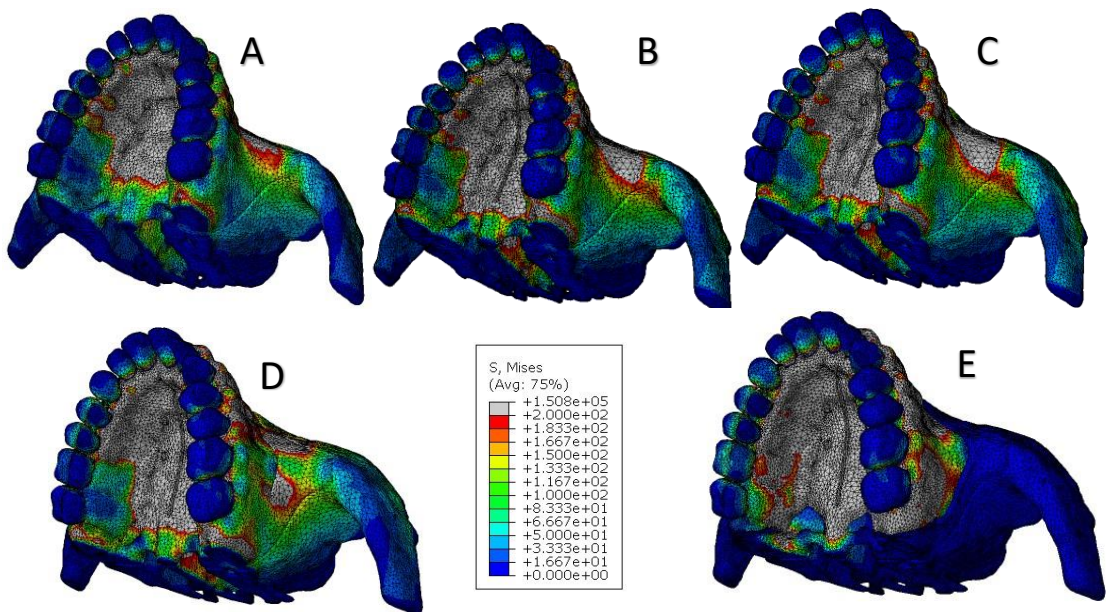 A
B
C
D
E
S, Mises
(Avg: 75%)
+1.508e+05
+2.000e+02
+1.833e+02
+1.667e+02
+1.500e+02
+1.333e+02
+1.167e+02
+1.000e+02
+8.333e+01
+6.667e+01
+5.000e+01
+3.333e+01
+1.667e+01
+0.000e+00